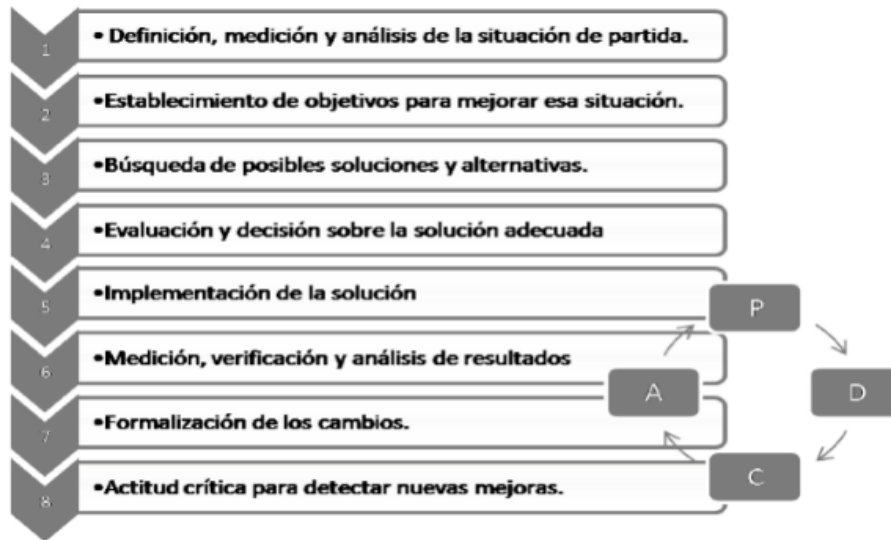 1
• Definición, medición y análisis de la situación de partida.
2
•Establecimiento de objetivos para mejorar esa situación.
3
•Búsqueda de posibles soluciones y alternativas.
4
•Evaluación y decisión sobre la solución adecuada
5
•Implementación de la solución
6
•Medición, verificación y análisis de resultados
7
•Formalización de los cambios.
8
•Actitud crítica para detectar nuevas mejoras.
P
D
C
A